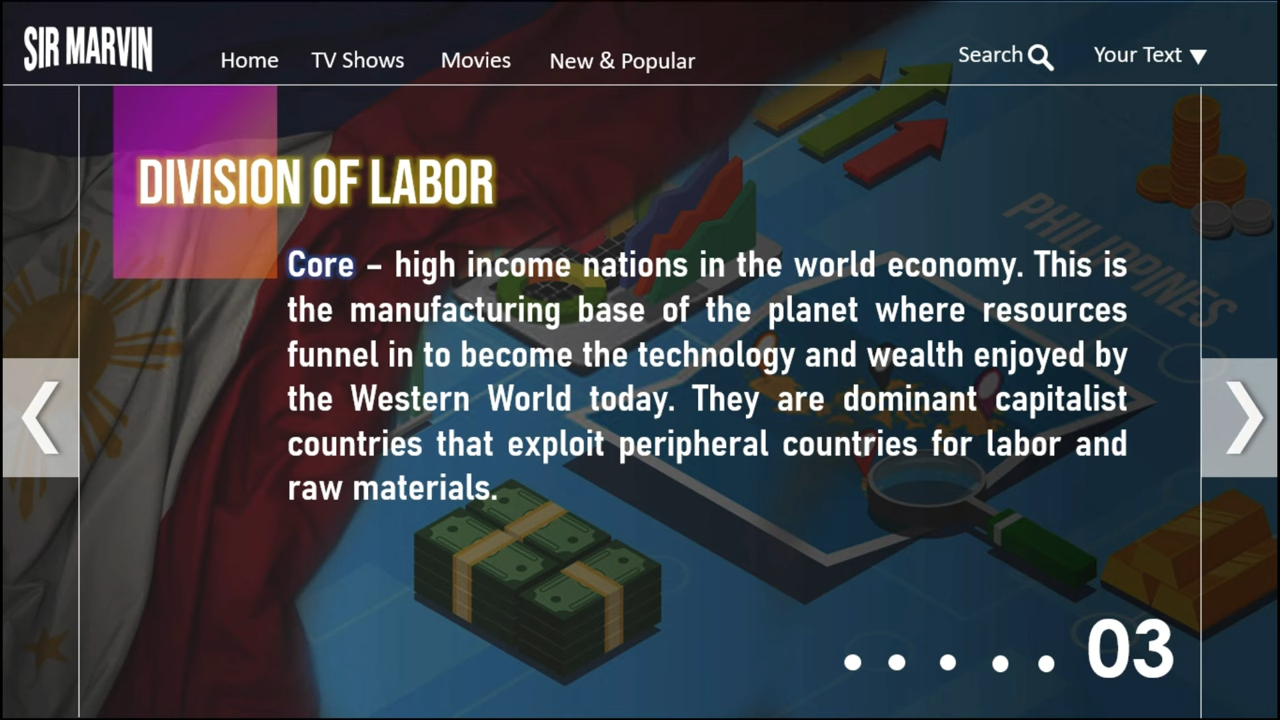 SIR MARVIN
Home TV Shows Movies New & Popular
Search Your Text
DIVISION OF LABOR
Core – high income nations in the world economy. This is
the manufacturing base of the planet where resources
funnel in to become the technology and wealth enjoyed by
the Western World today. They are dominant capitalist
countries that exploit peripheral countries for labor and
raw materials.
PHILIPPINES
03